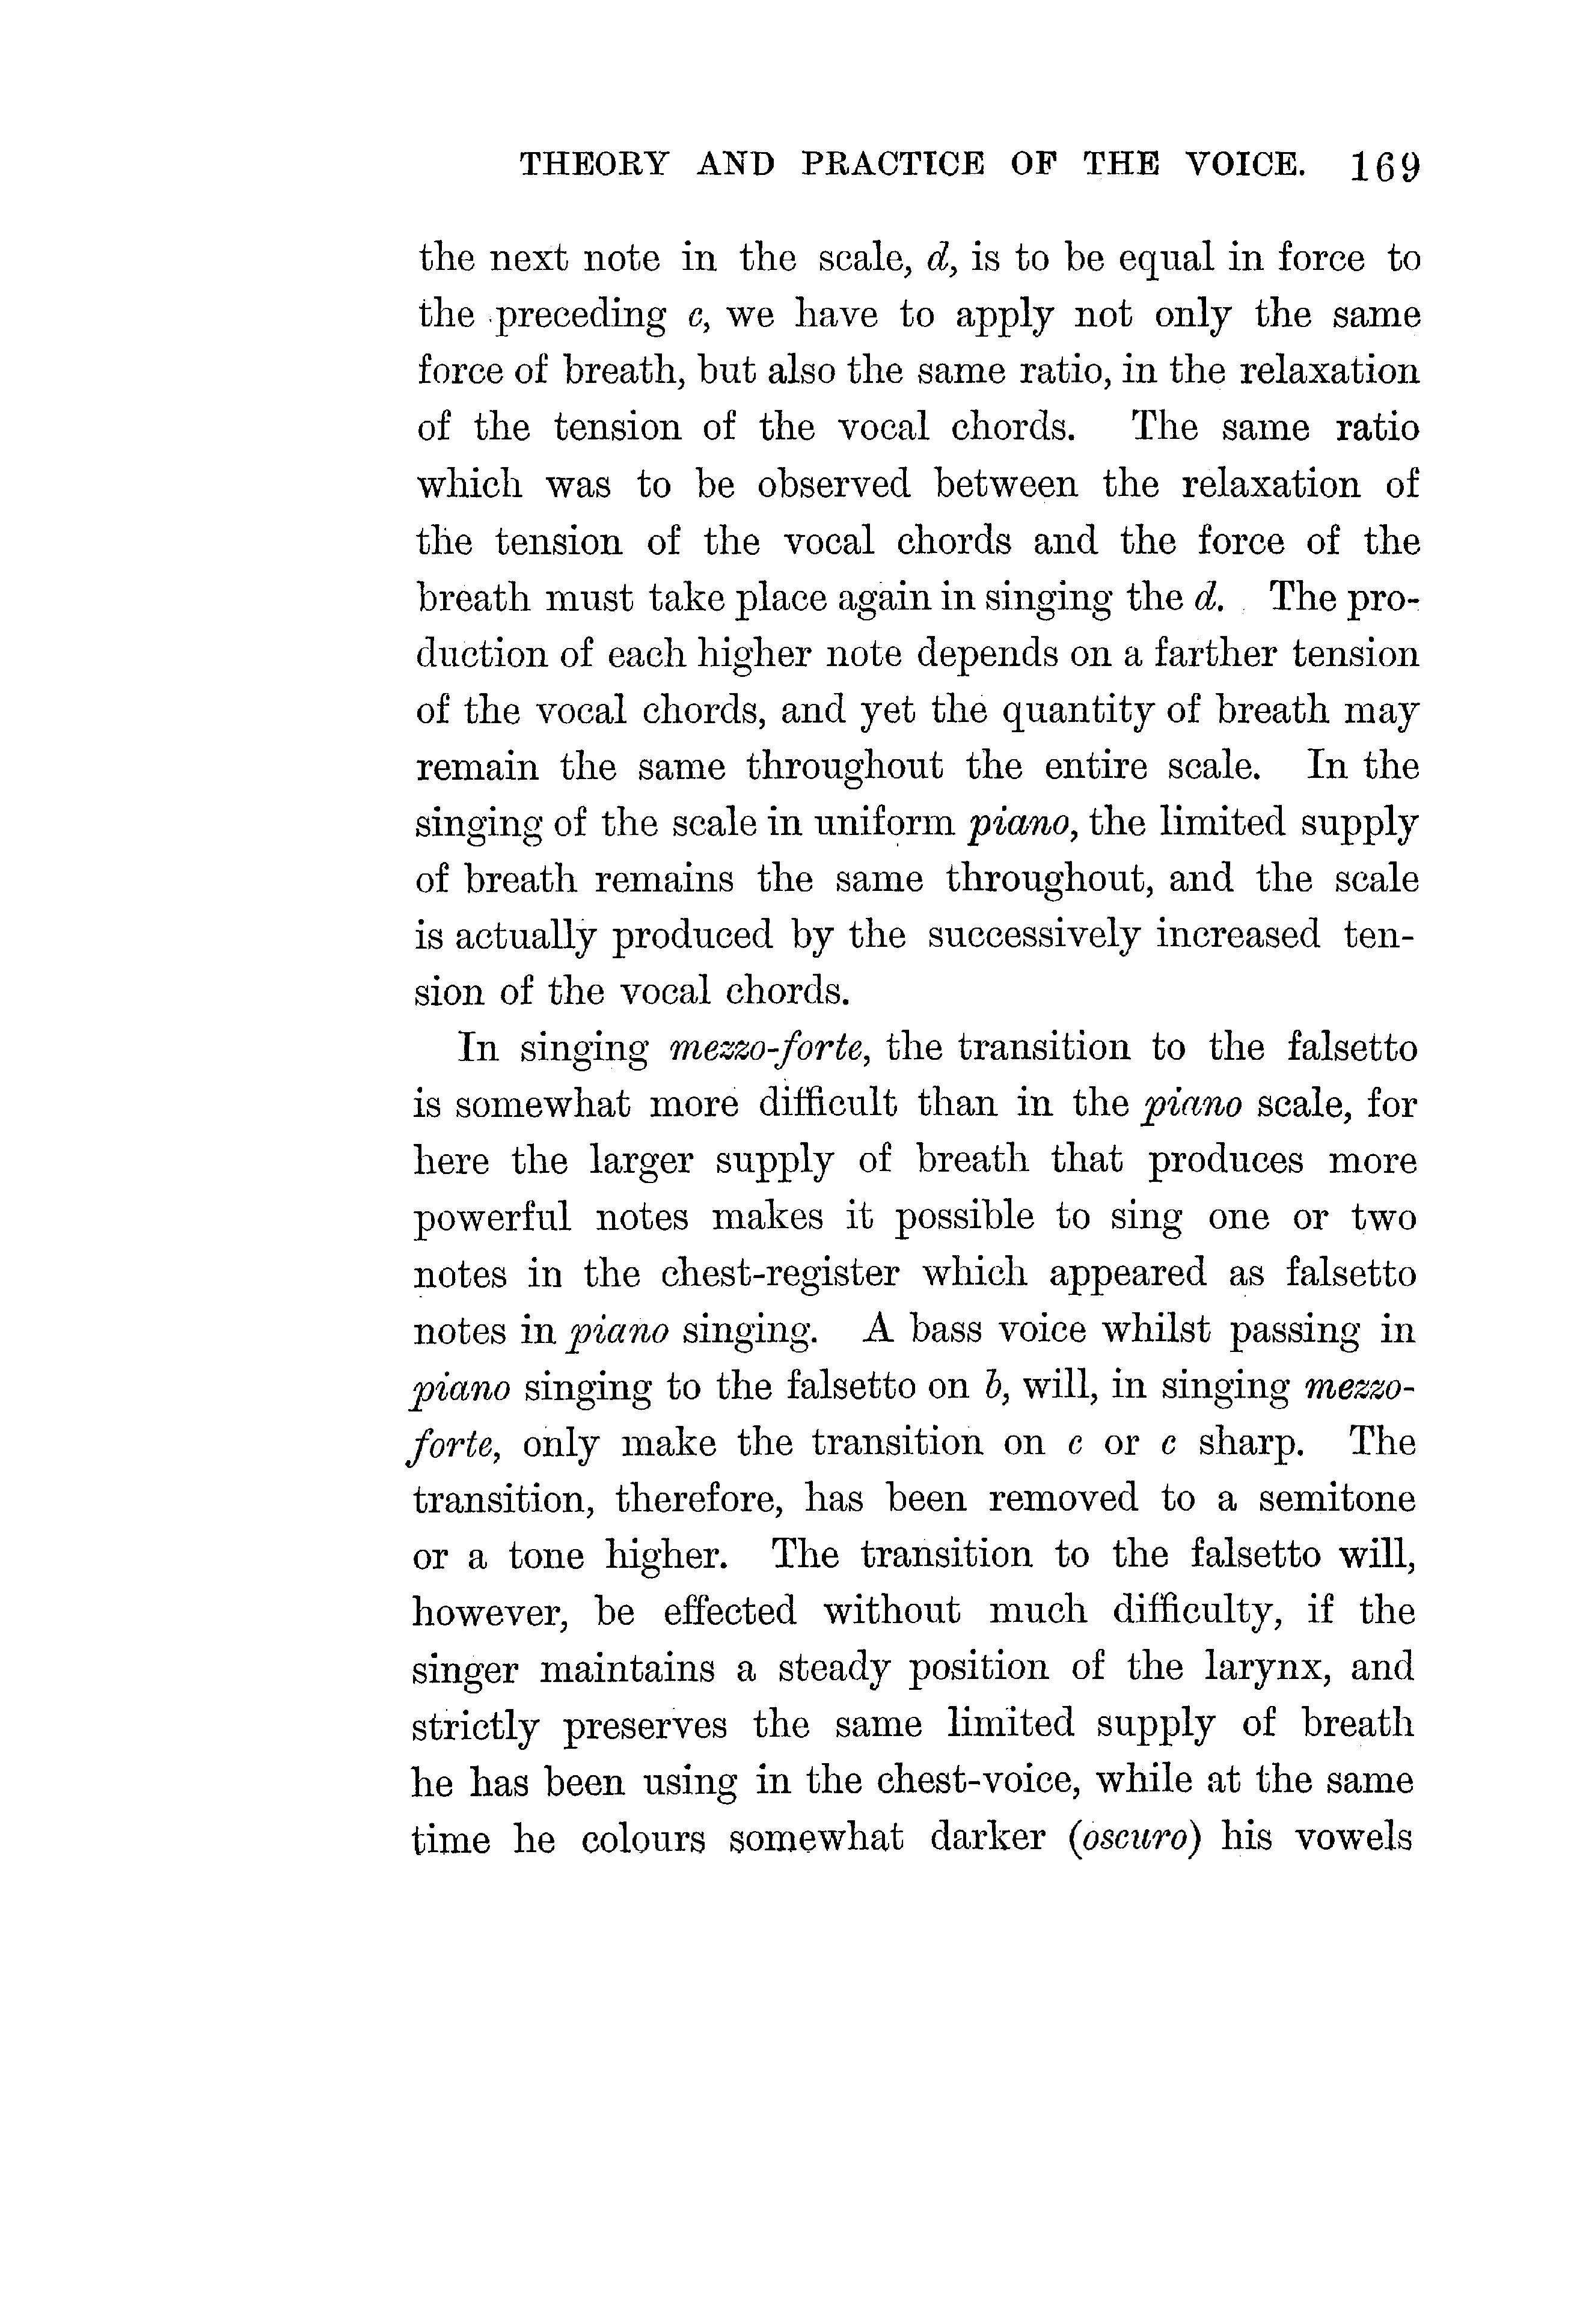 THEORY AND PRACTICE OF THE VOICE. 169
the next note in the scale, d, is to be equal in force to
the preceding c, we have to apply not only the same
force of breath, but also the same ratio, in the relaxation
of the tension of the vocal chords. The same ratio
which was to be observed between the relaxation of
the tension of the vocal chords and the force of the
breath must take place again in singing the d. The pro-
duction of each higher note depends on a farther tension
of the vocal chords, and yet the quantity of breath may
remain the same throughout the entire scale. In the
singing of the scale in uniform piano, the limited supply
of breath remains the same throughout, and the scale
is actually produced by the successively increased ten-
sion of the vocal chords.
In singing mezzo-forte, the transition to the falsetto
is somewhat more difficult than in the piano scale, for
here the larger supply of breath that produces more
powerful notes makes it possible to sing one or two
notes in the chest-register which appeared as falsetto
notes in piano singing. A bass voice whilst passing in
piano singing to the falsetto on b, will, in singing mezzo-
forte, only make the transition on c or c sharp. The
transition, therefore, has been removed to a semitone
or a tone higher. The transition to the falsetto will,
however, be effected without much difficulty, if the
singer maintains a steady position of the larynx, and
strictly preserves the same limited supply of breath
he has been using in the chest-voice, while at the same
time he colours somewhat darker (oscuro) his vowels